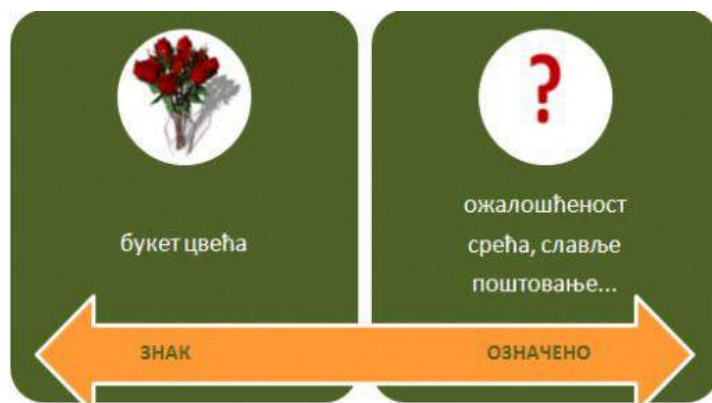 букет цвећа
?
ожалошћеност
срећа, славље
поштовање...
ЗНАК
ОЗНАЧЕНО